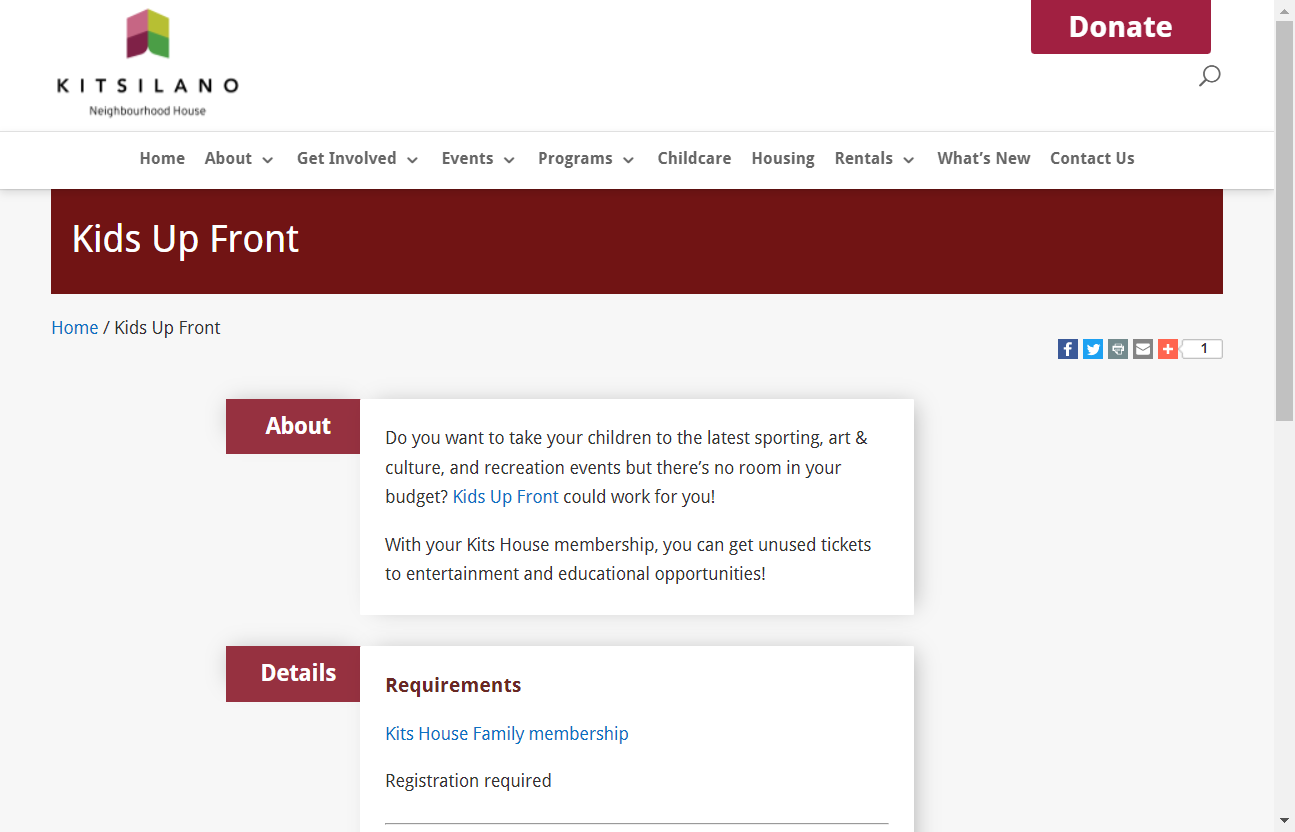 Donate
KITSILANO
Neighbourhood House
Home About Get Involved Events Programs Childcare Housing Rentals What’s New Contact Us
Kids Up Front
Home / Kids Up Front
1
About
Do you want to take your children to the latest sporting, art &
culture, and recreation events but there’s no room in your
budget? Kids Up Front could work for you!
With your Kits House membership, you can get unused tickets
to entertainment and educational opportunities!
Details
Requirements
Kits House Family membership
Registration required